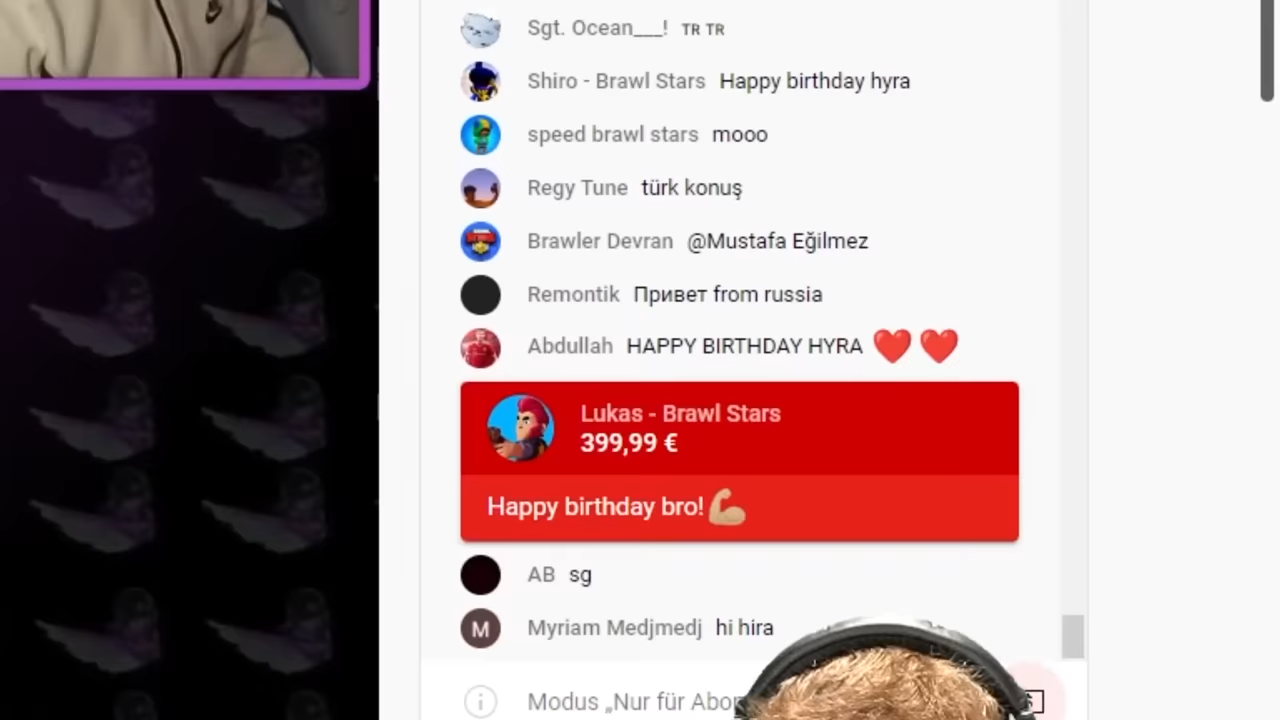 Sgt. Ocean___! TR TR
Shiro - Brawl Stars Happy birthday hyra
speed brawl stars mooo
Regy Tune türk konuş
Brawler Devran @Mustafa Eğilmez
Remontik Привет from russia
Abdullah HAPPY BIRTHDAY HYRA ❤️ ❤️
Lukas - Brawl Stars
399,99 €
Happy birthday bro!💪🏼
AB sg
M Myriam Medjmedj hi hira
Modus „Nur für